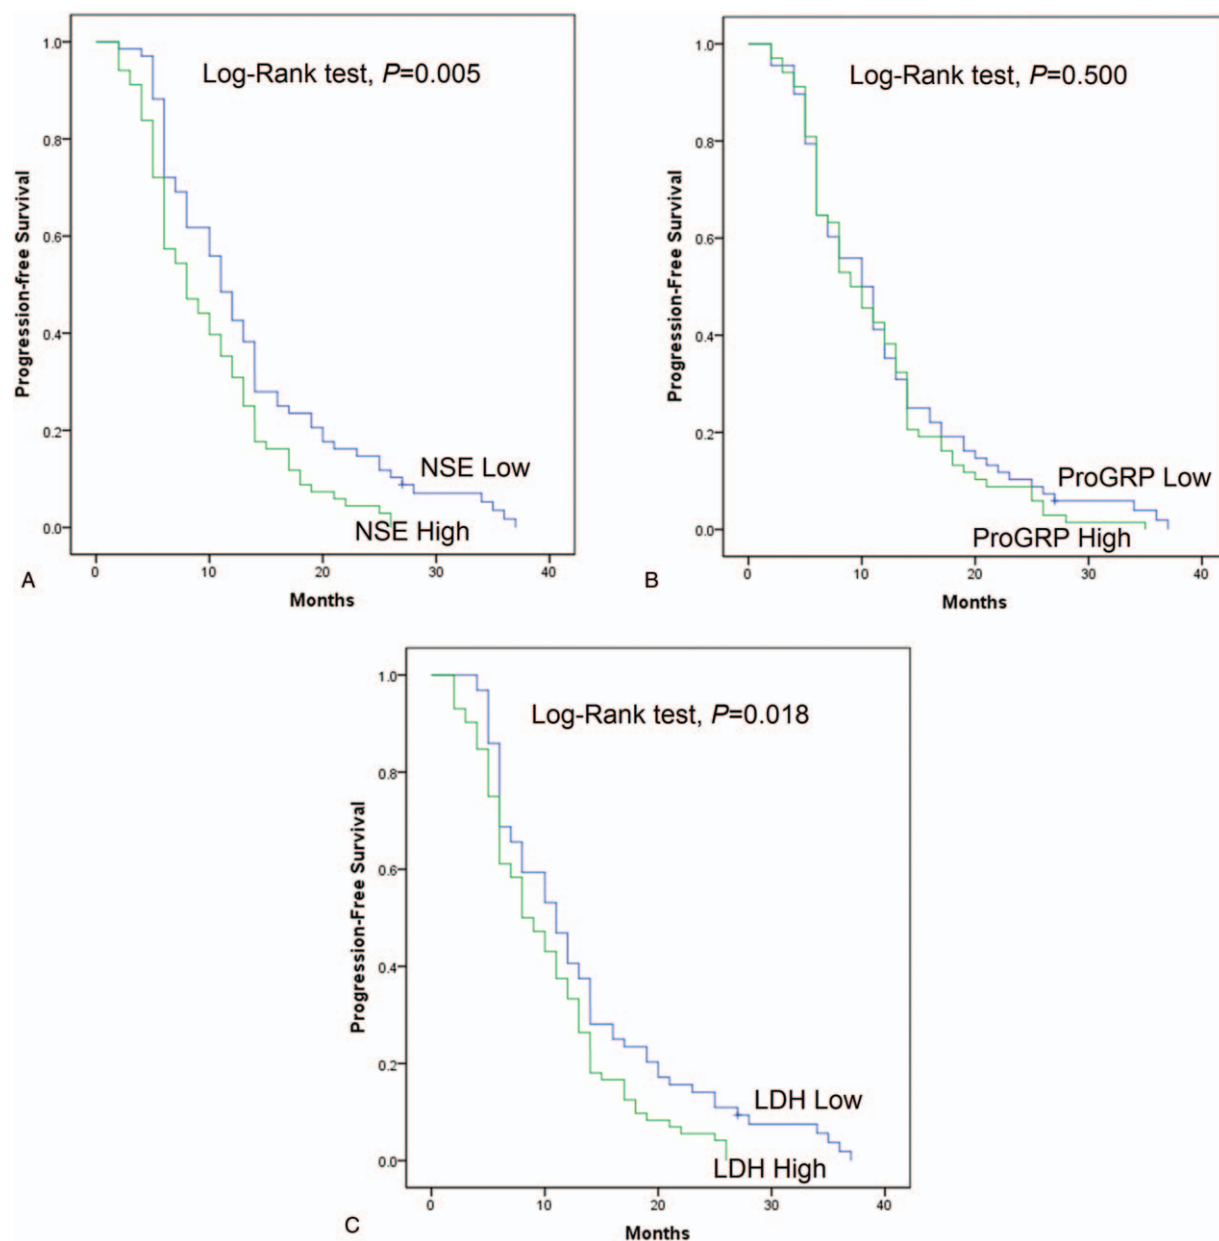 Log-Rank test, P=0.005
1.0
0.8
0.6
0.4
0.2
0.0
Progression-free Survival
NSE Low
NSE High
0 10 20 30 40
Months
A
Log-Rank test, P=0.500
1.0
0.8
0.6
0.4
0.2
0.0
Progression-Free Survival
ProGRP Low
ProGRP High
0 10 20 30 40
Months
B
Log-Rank test, P=0.018
1.0
0.8
0.6
0.4
0.2
0.0
Progression-Free Survival
LDH Low
LDH High
0 10 20 30 40
Months
C